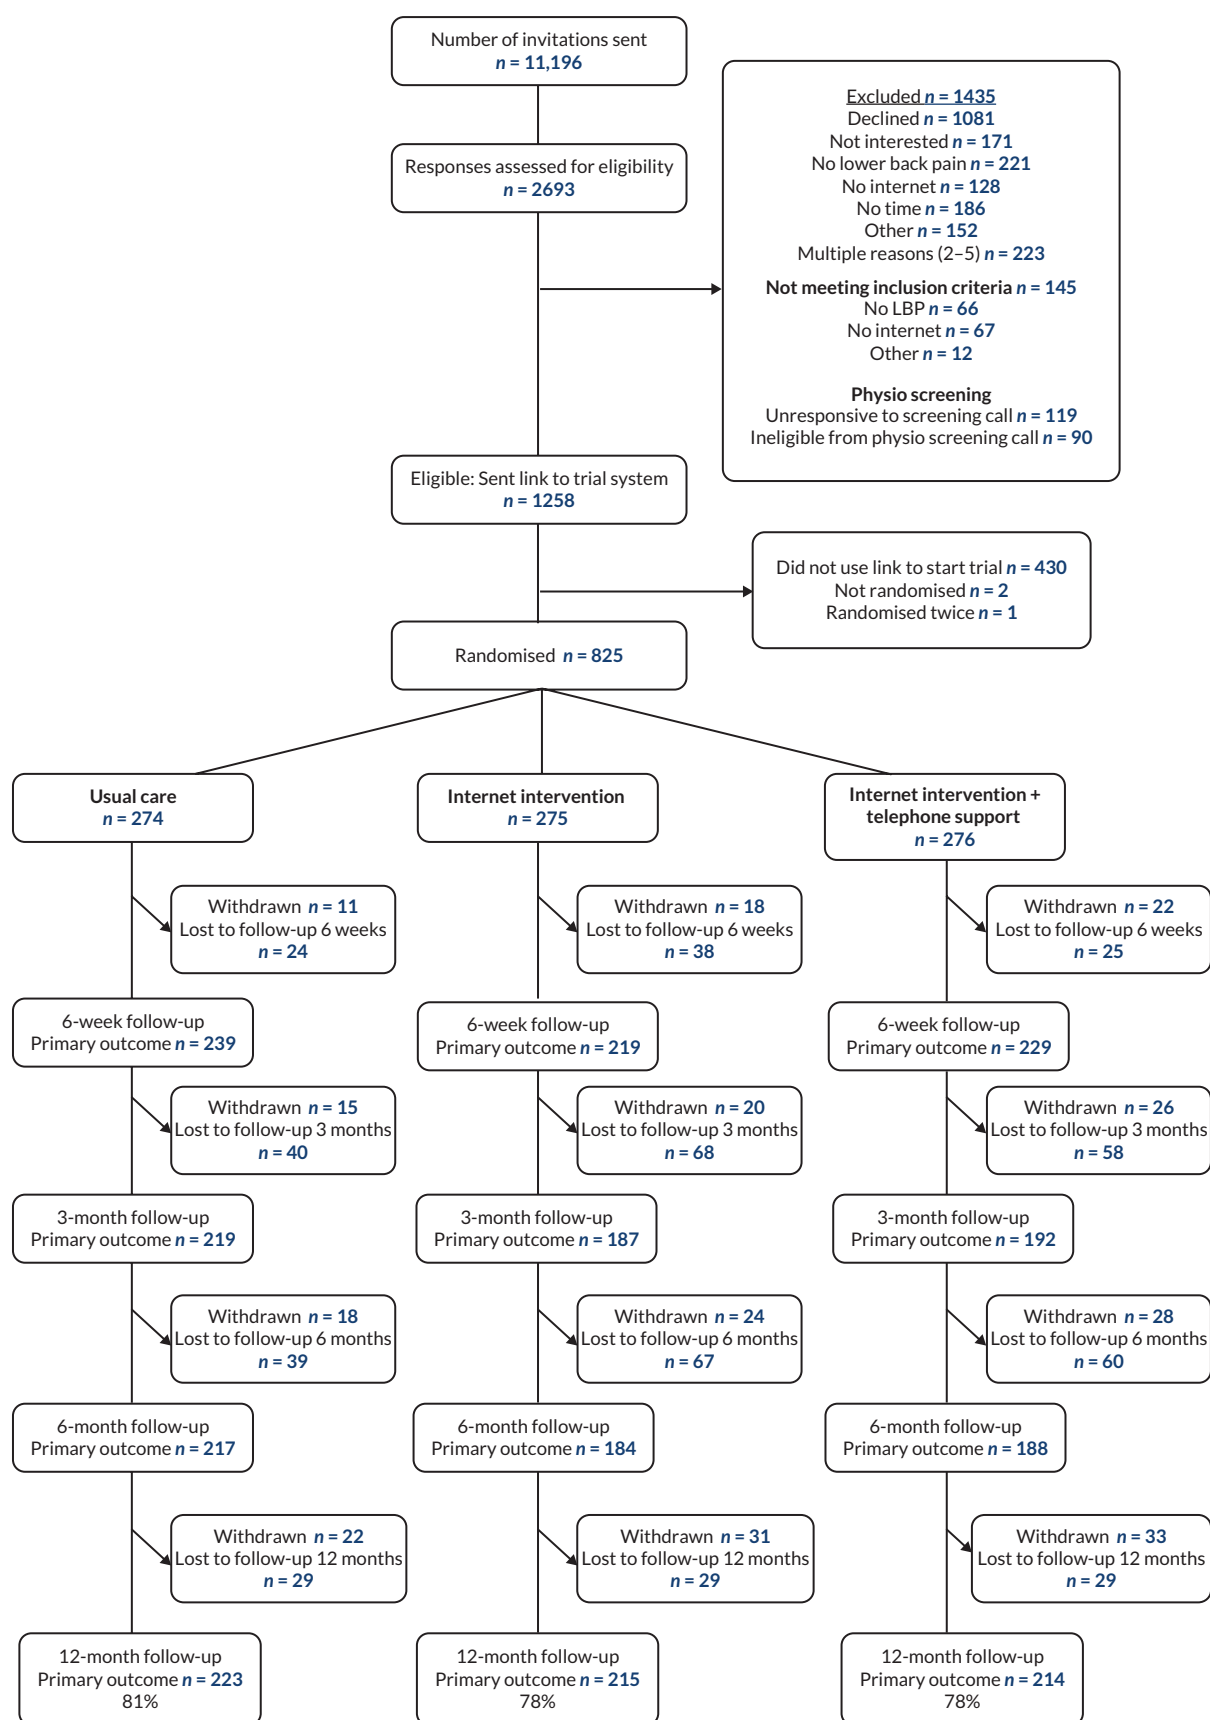 Number of invitations sent
n = 11,196
Responses assessed for eligibility
n = 2693
Excluded n = 1435
Declined n = 1081
Not interested n = 171
No lower back pain n = 221
No internet n = 128
No time n = 186
Other n = 152
Multiple reasons (2–5) n = 223
Not meeting inclusion criteria n = 145
No LBP n = 66
No internet n = 67
Other n = 12
Physio screening
Unresponsive to screening call n = 119
Ineligible from physio screening call n = 90
Eligible: Sent link to trial system
n = 1258
Did not use link to start trial n = 430
Not randomised n = 2
Randomised twice n = 1
Randomised n = 825
Usual care
n = 274
Withdrawn n = 11
Lost to follow-up 6 weeks
n = 24
6-week follow-up
Primary outcome n = 239
Withdrawn n = 15
Lost to follow-up 3 months
n = 40
3-month follow-up
Primary outcome n = 219
Withdrawn n = 18
Lost to follow-up 6 months
n = 39
6-month follow-up
Primary outcome n = 217
Withdrawn n = 22
Lost to follow-up 12 months
n = 29
12-month follow-up
Primary outcome n = 223
81%
Internet intervention
n = 275
Withdrawn n = 18
Lost to follow-up 6 weeks
n = 38
6-week follow-up
Primary outcome n = 219
Withdrawn n = 20
Lost to follow-up 3 months
n = 68
3-month follow-up
Primary outcome n = 187
Withdrawn n = 24
Lost to follow-up 6 months
n = 67
6-month follow-up
Primary outcome n = 184
Withdrawn n = 31
Lost to follow-up 12 months
n = 29
12-month follow-up
Primary outcome n = 215
78%
Internet intervention +
telephone support
n = 276
Withdrawn n = 22
Lost to follow-up 6 weeks
n = 25
6-week follow-up
Primary outcome n = 229
Withdrawn n = 26
Lost to follow-up 3 months
n = 58
3-month follow-up
Primary outcome n = 192
Withdrawn n = 28
Lost to follow-up 6 months
n = 60
6-month follow-up
Primary outcome n = 188
Withdrawn n = 33
Lost to follow-up 12 months
n = 29
12-month follow-up
Primary outcome n = 214
78%